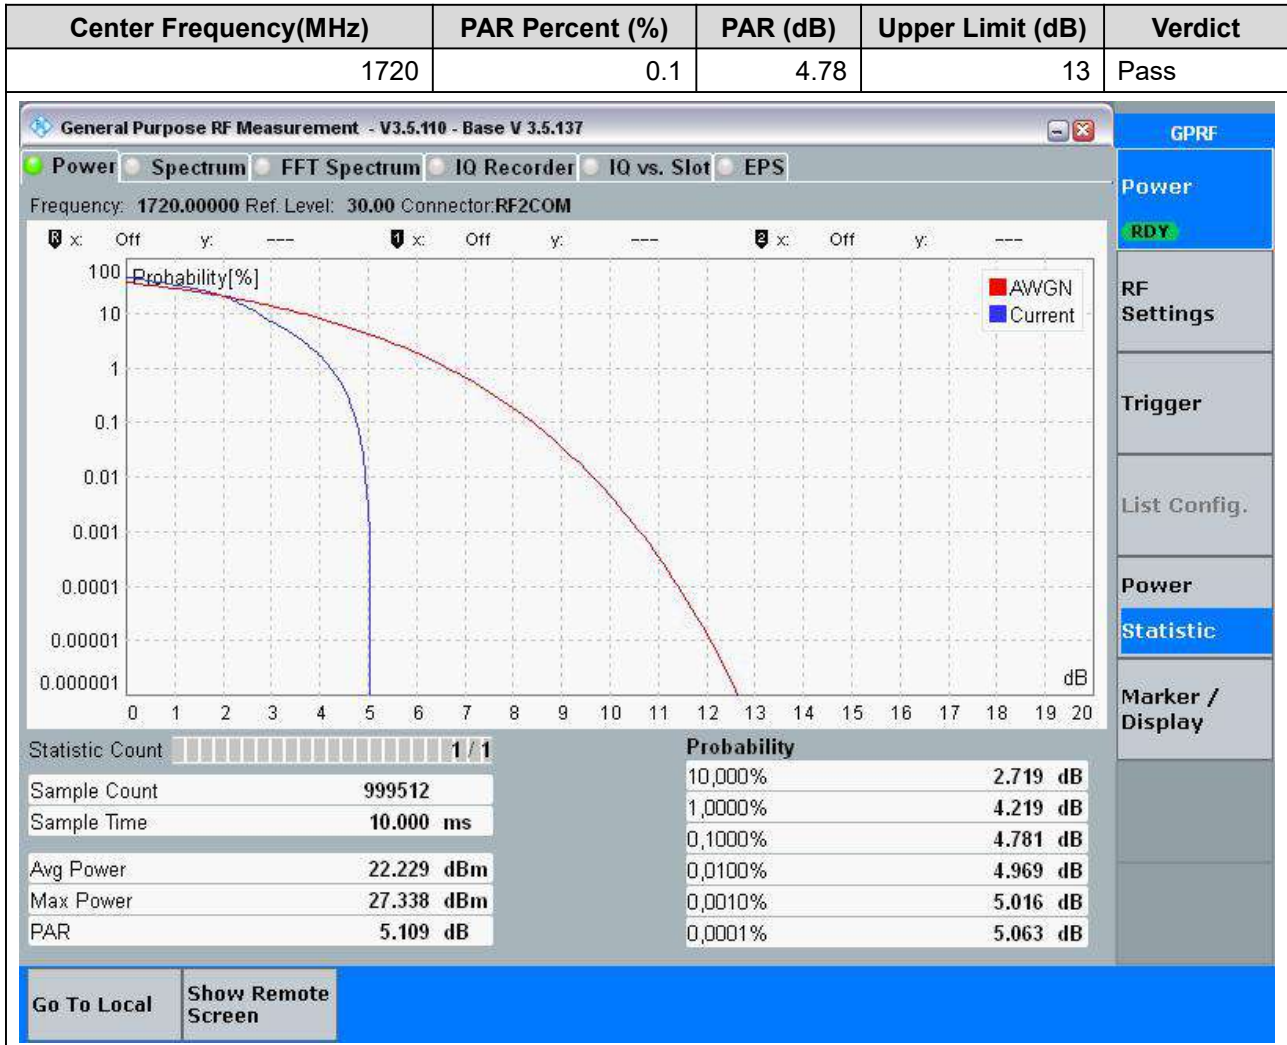 Center Frequency(MHz) PAR Percent (%) PAR (dB) Upper Limit (dB) Verdict
1720 0.1 4.78 13 Pass
General Purpose RF Measurement - V3.5.110 - Base V 3.5.137
GPRF
Power Spectrum FFT Spectrum IQ Recorder IQ vs. Slot EPS
Power
RDY
Frequency: 1720.00000 Ref. Level: 30.00 Connector:RF2COM
R x: Off y: --- 1 x: Off y: --- 2 x: Off y: ---
Probability[%]
AWGN
Current
100
10
1
0.1
0.01
0.001
0.0001
0.00001
0.000001
dB
0 1 2 3 4 5 6 7 8 9 10 11 12 13 14 15 16 17 18 19 20
RF
Settings
Trigger
List Config.
Power
Statistic
Marker /
Display
Statistic Count 1 / 1
Sample Count 999512
Sample Time 10.000 ms
Avg Power 22.229 dBm
Max Power 27.338 dBm
PAR 5.109 dB
Probability
10,000% 2.719 dB
1,0000% 4.219 dB
0,1000% 4.781 dB
0,0100% 4.969 dB
0,0010% 5.016 dB
0,0001% 5.063 dB
Go To Local
Show Remote
Screen